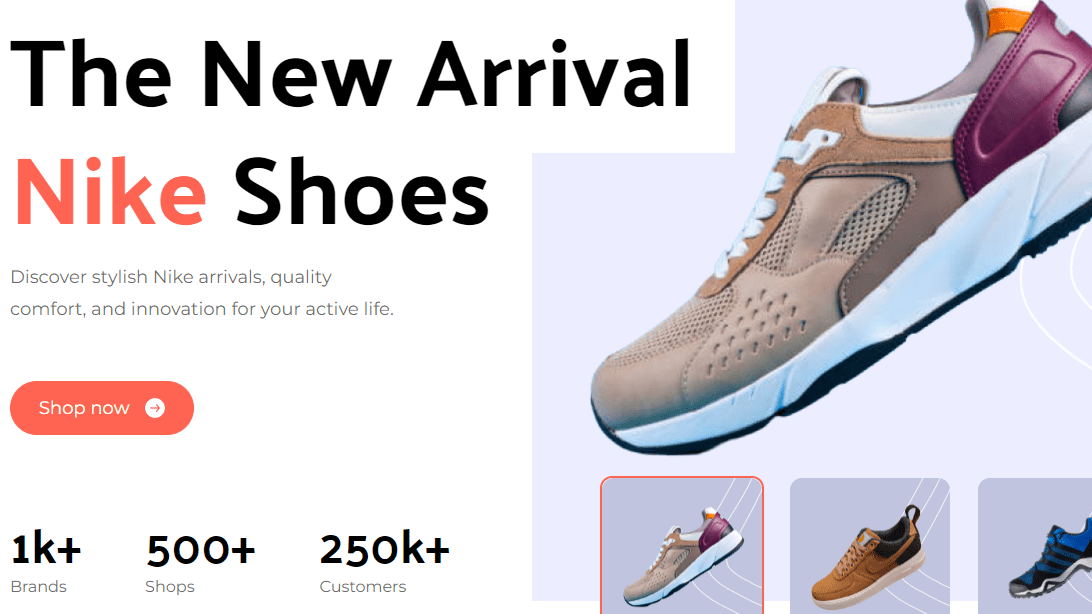 The New Arrival
Nike Shoes
Discover stylish Nike arrivals, quality
comfort, and innovation for your active life.
Shop now
1k+ 500+ 250k+
Brands Shops Customers